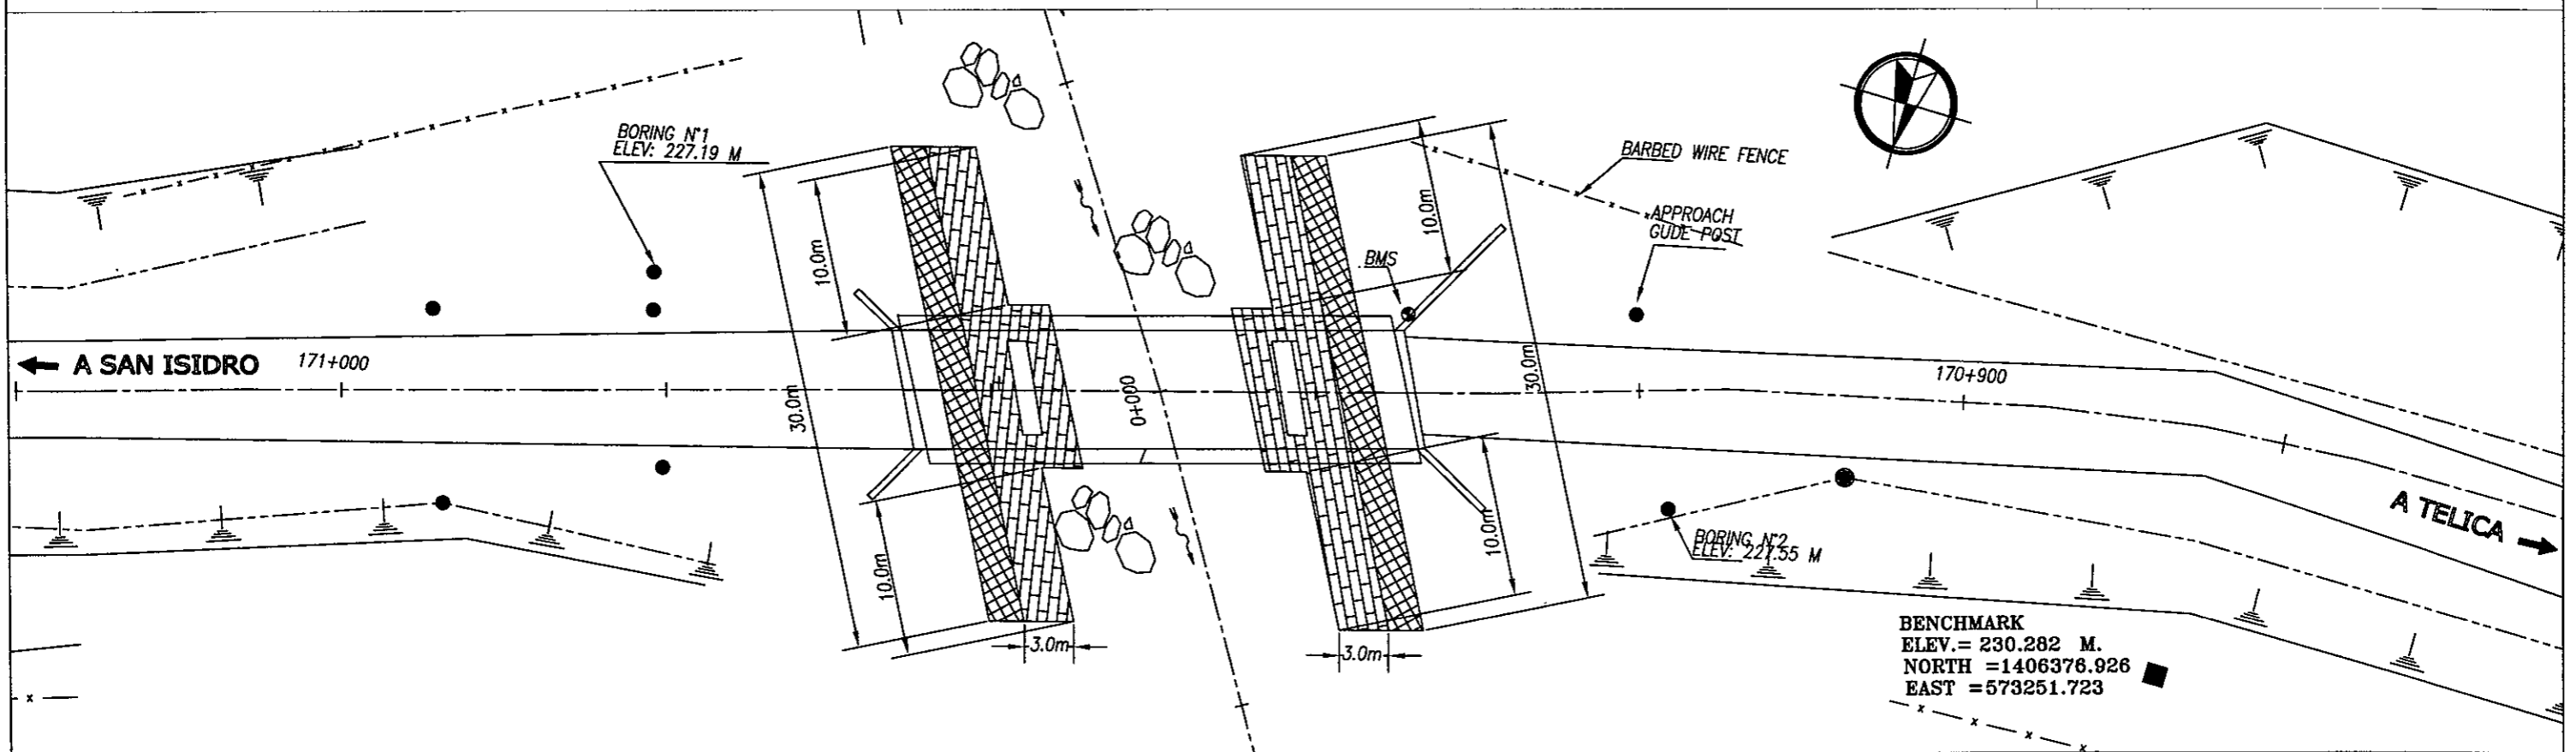 BORING N°1
ELEV: 227.19 M
BARBED WIRE FENCE
APPROACH
GUDE POST
BMS
10.0m
10.0m
30.0m
30.0m
A SAN ISIDRO
171+000
0+000
170+900
A TELICA
10.0m
10.0m
3.0m
3.0m
BORING N°2
ELEV: 227.55 M
BENCHMARK
ELEV.= 230.282 M.
NORTH =1406376.926
EAST =573251.723